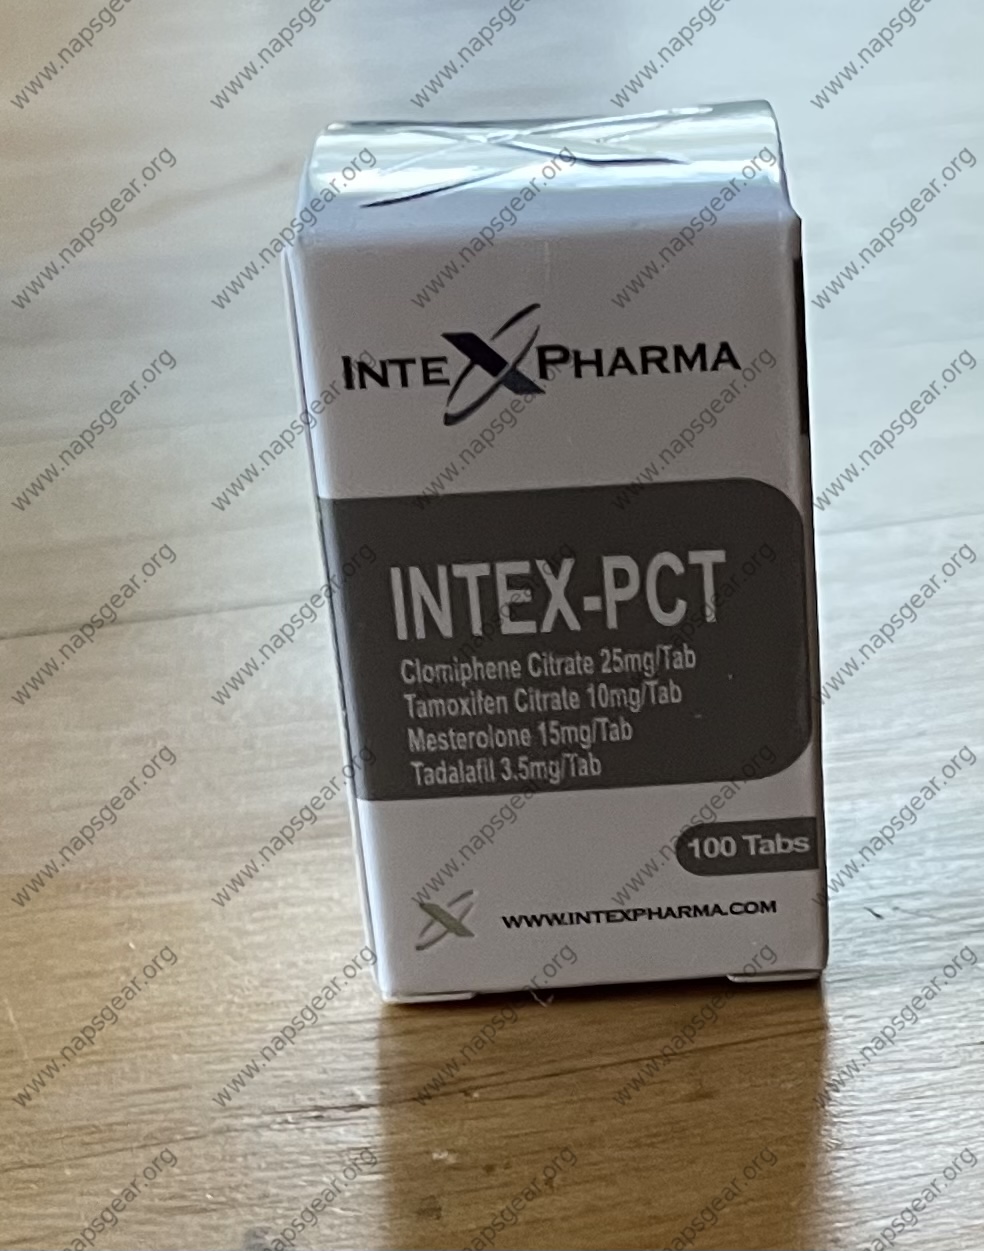 INTEXPHARMA
INTEX-PCT
Clomiphene Citrate 25mg/Tab
Tamoxifen Citrate 10mg/Tab
Mesterolone 15mg/Tab
Tadalafil 3.5mg/Tab
100 Tabs
WWW.INTEXPHARMA.COM
www.napsgear.org